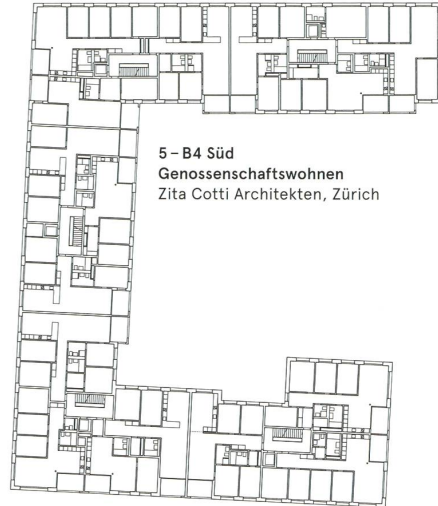 5 – B4 Süd
Genossenschaftswohnen
Zita Cotti Architekten, Zürich